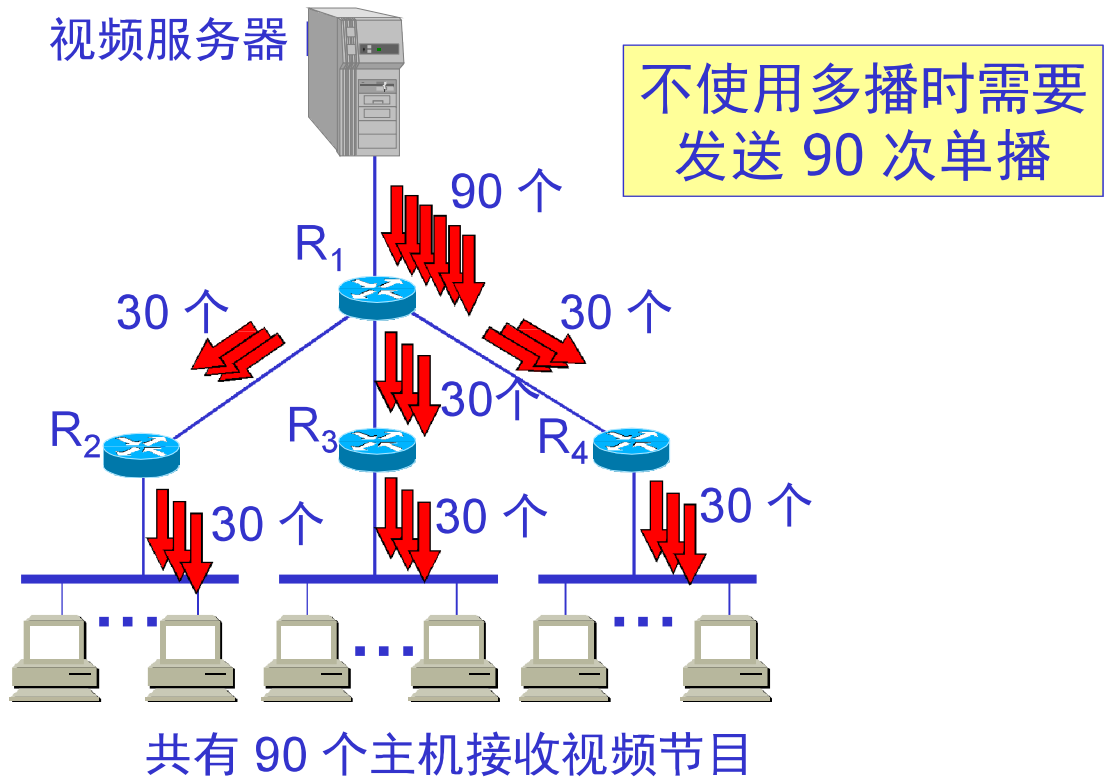 视频服务器
不使用多播时需要
发送 90 次单播
90 个
R1
30 个
30 个
30个
R2
R3
R4
30 个
30 个
30 个
共有 90 个主机接收视频节目